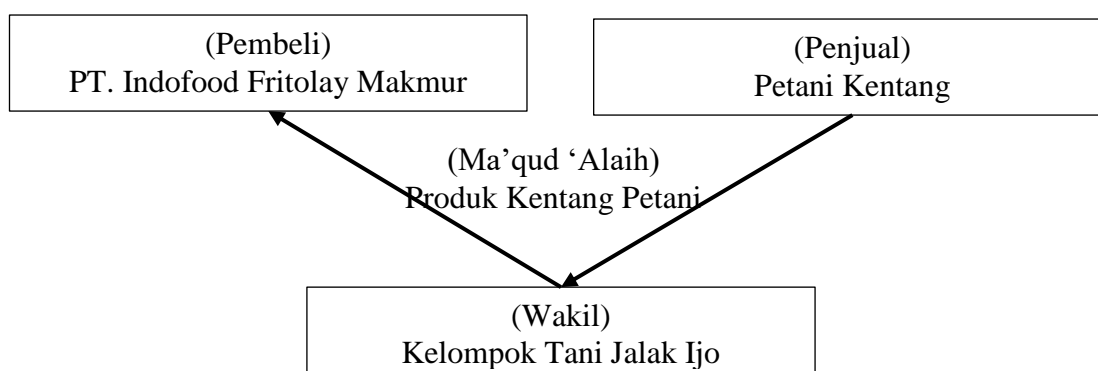 (Pembeli)
PT. Indofood Fritolay Makmur
(Penjual)
Petani Kentang
(Ma’qud ‘Alaih)
Produk Kentang Petani
(Wakil)
Kelompok Tani Jalak Ijo